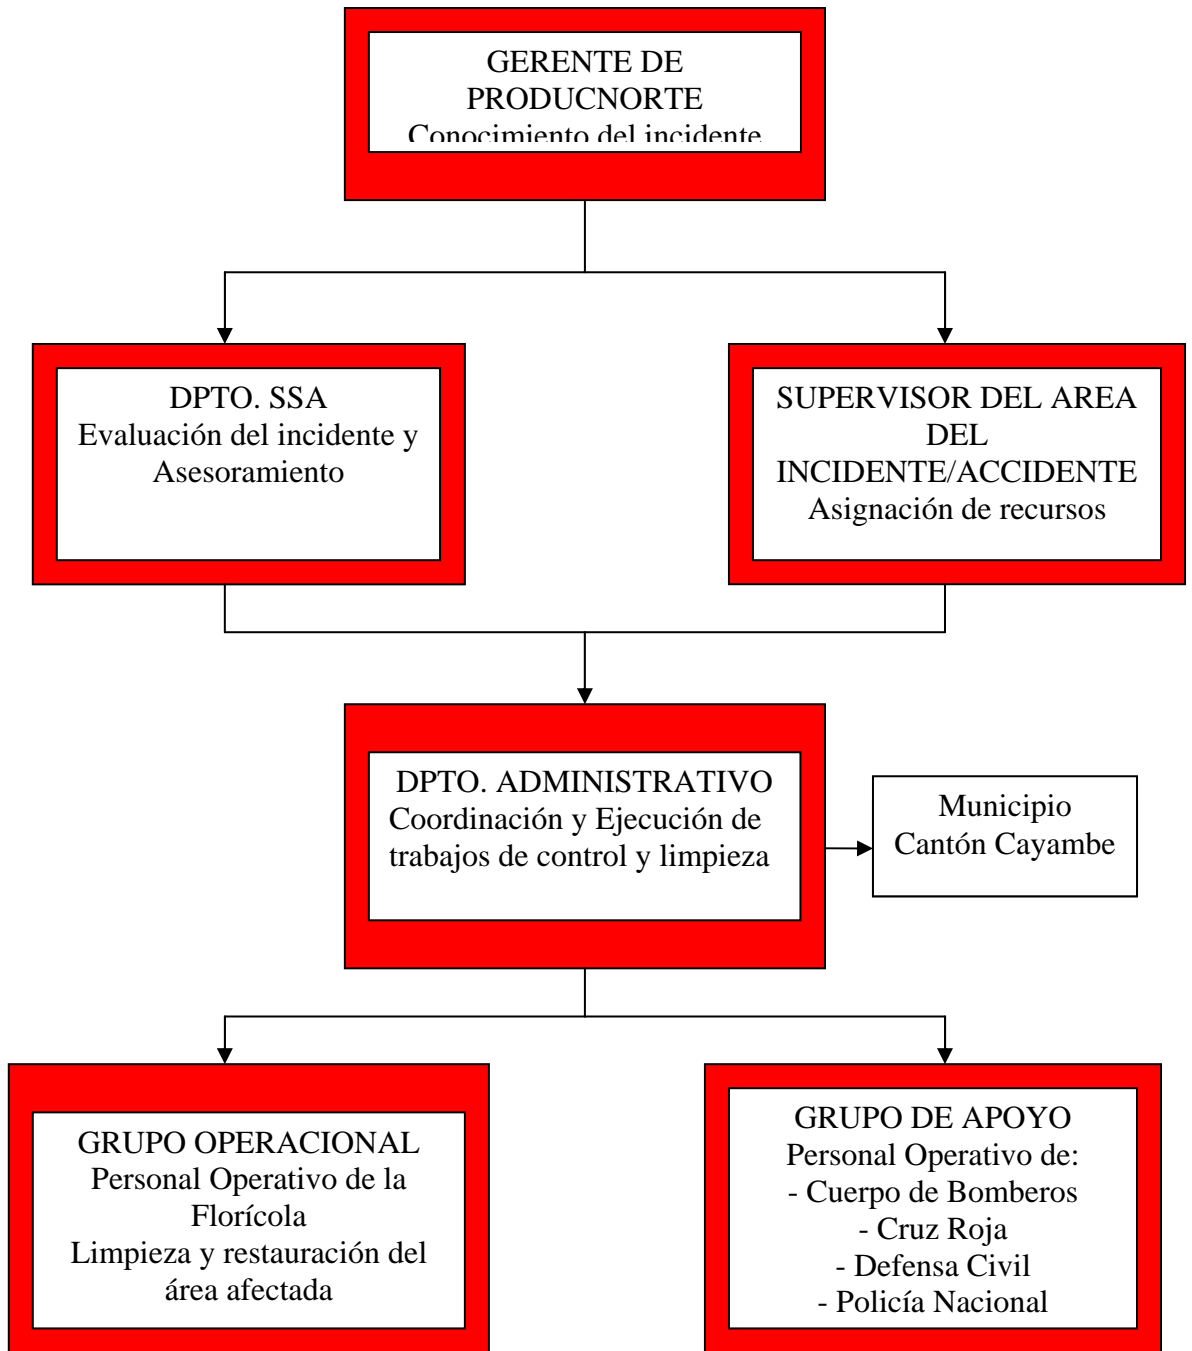 GERENTE DE
PRODUCNORTE
Conocimiento del incidente
DPTO. SSA
Evaluación del incidente y
Asesoramiento
SUPERVISOR DEL AREA
DEL
INCIDENTE/ACCIDENTE
Asignación de recursos
DPTO. ADMINISTRATIVO
Coordinación y Ejecución de
trabajos de control y limpieza
Municipio
Cantón Cayambe
GRUPO OPERACIONAL
Personal Operativo de la
Florícola
Limpieza y restauración del
área afectada
GRUPO DE APOYO
Personal Operativo de:
- Cuerpo de Bomberos
- Cruz Roja
- Defensa Civil
- Policía Nacional